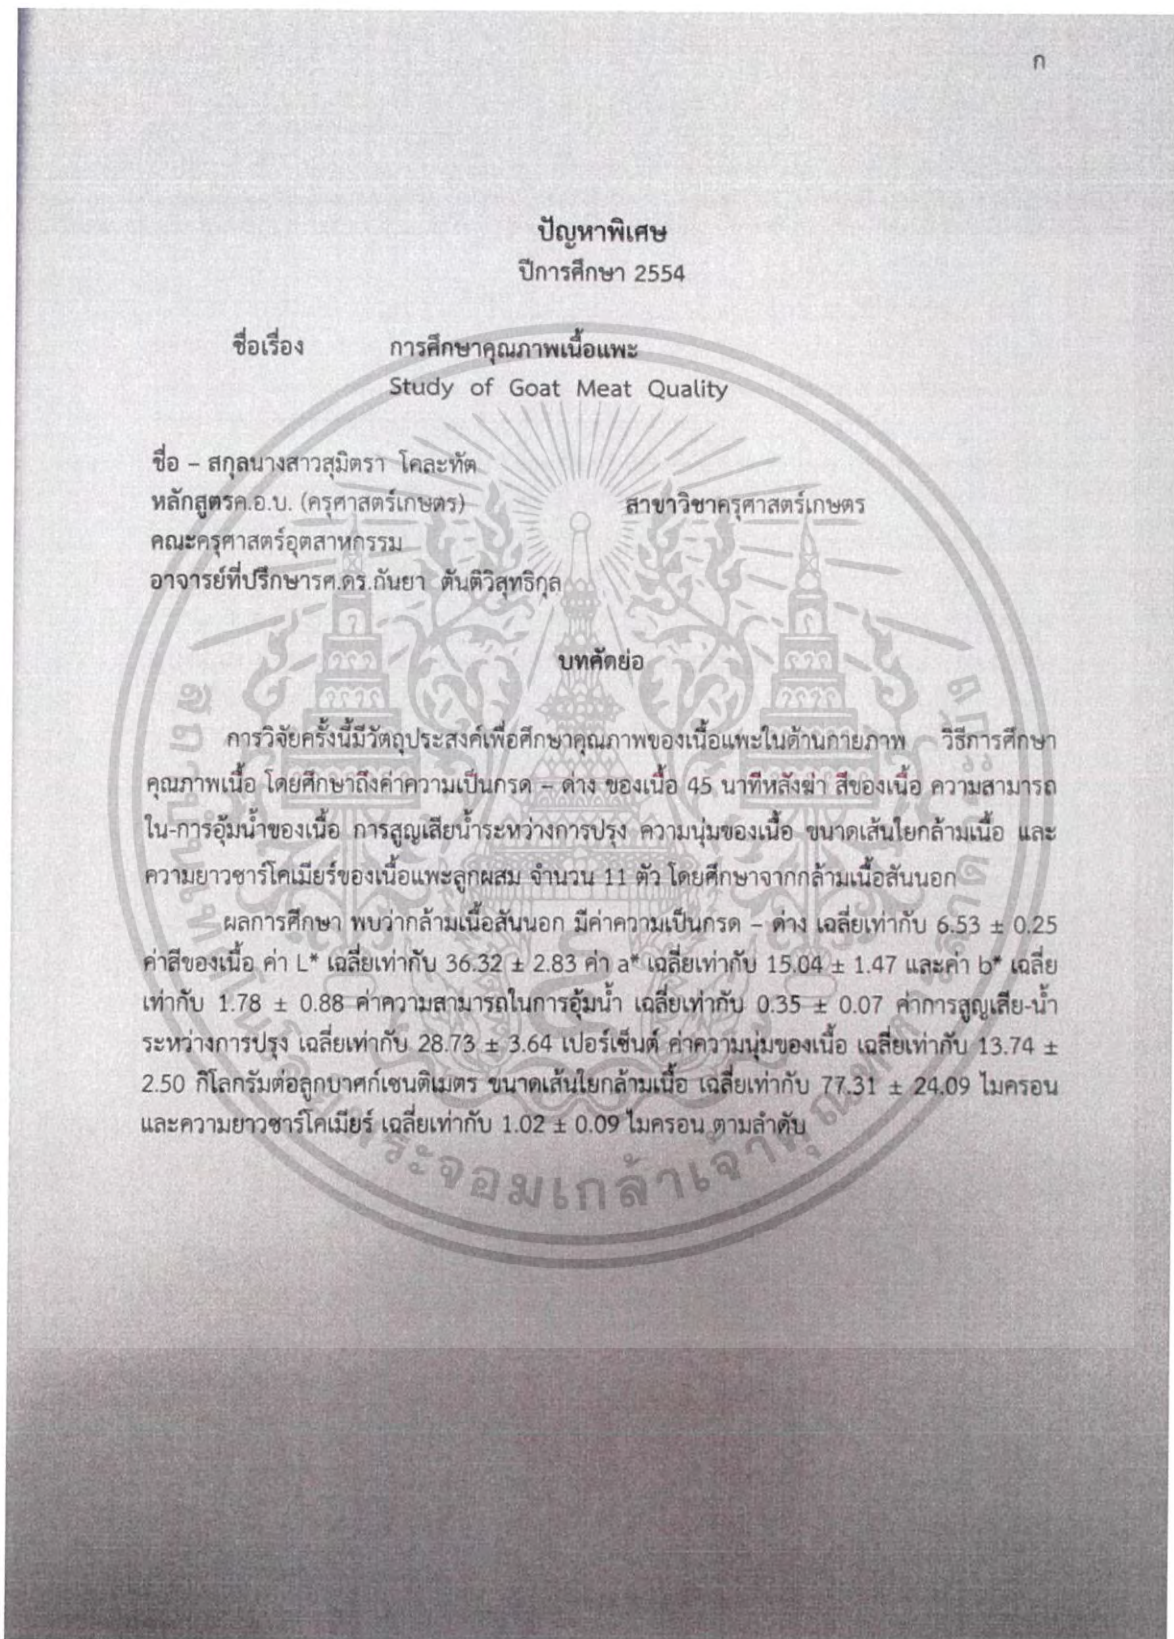 ก
ปัญหาพิเศษ
ปีการศึกษา 2554
ชื่อเรื่อง การศึกษาคุณภาพเนื้อแพะ
Study of Goat Meat Quality
ชื่อ – สกุลนางสาวสุมิตรา โคละทัต
หลักสูตรค.อ.บ. (ครุศาสตร์เกษตร) สาขาวิชาครุศาสตร์เกษตร
คณะครุศาสตร์อุตสาหกรรม
อาจารย์ที่ปรึกษารศ.ดร.กันยา ตันติวิสุทธิกุล
บทคัดย่อ
การวิจัยครั้งนี้มีวัตถุประสงค์เพื่อศึกษาคุณภาพของเนื้อแพะในด้านกายภาพ วิธีการศึกษา
คุณภาพเนื้อ โดยศึกษาถึงค่าความเป็นกรด – ด่าง ของเนื้อ 45 นาทีหลังฆ่า สีของเนื้อ ความสามารถ
ใน-การอุ้มน้ำของเนื้อ การสูญเสียน้ำระหว่างการปรุง ความนุ่มของเนื้อ ขนาดเส้นใยกล้ามเนื้อ และ
ความยาวซาร์โคเมียร์ของเนื้อแพะลูกผสม จำนวน 11 ตัว โดยศึกษาจากกล้ามเนื้อสันนอก
ผลการศึกษา พบว่ากล้ามเนื้อสันนอก มีค่าความเป็นกรด – ด่าง เฉลี่ยเท่ากับ 6.53 ± 0.25
ค่าสีของเนื้อ ค่า L* เฉลี่ยเท่ากับ 36.32 ± 2.83 ค่า a* เฉลี่ยเท่ากับ 15.04 ± 1.47 และค่า b* เฉลี่ย
เท่ากับ 1.78 ± 0.88 ค่าความสามารถในการอุ้มน้ำ เฉลี่ยเท่ากับ 0.35 ± 0.07 ค่าการสูญเสีย-น้ำ
ระหว่างการปรุง เฉลี่ยเท่ากับ 28.73 ± 3.64 เปอร์เซ็นต์ ค่าความนุ่มของเนื้อ เฉลี่ยเท่ากับ 13.74 ±
2.50 กิโลกรัมต่อลูกบาศก์เซนติเมตร ขนาดเส้นใยกล้ามเนื้อ เฉลี่ยเท่ากับ 77.31 ± 24.09 ไมครอน
และความยาวซาร์โคเมียร์ เฉลี่ยเท่ากับ 1.02 ± 0.09 ไมครอน ตามลำดับ